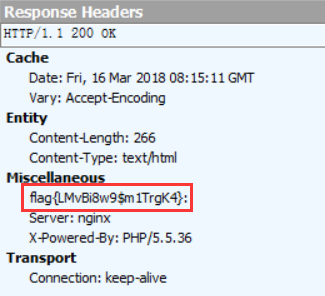 Response Headers
HTTP/1.1 200 OK
Cache
Date: Fri, 16 Mar 2018 08:15:11 GMT
Vary: Accept-Encoding
Entity
Content-Length: 266
Content-Type: text/html
Miscellaneous
flag{LMvBi8w9$m1TrgK4}:
Server: nginx
X-Powered-By: PHP/5.5.36
Transport
Connection: keep-alive